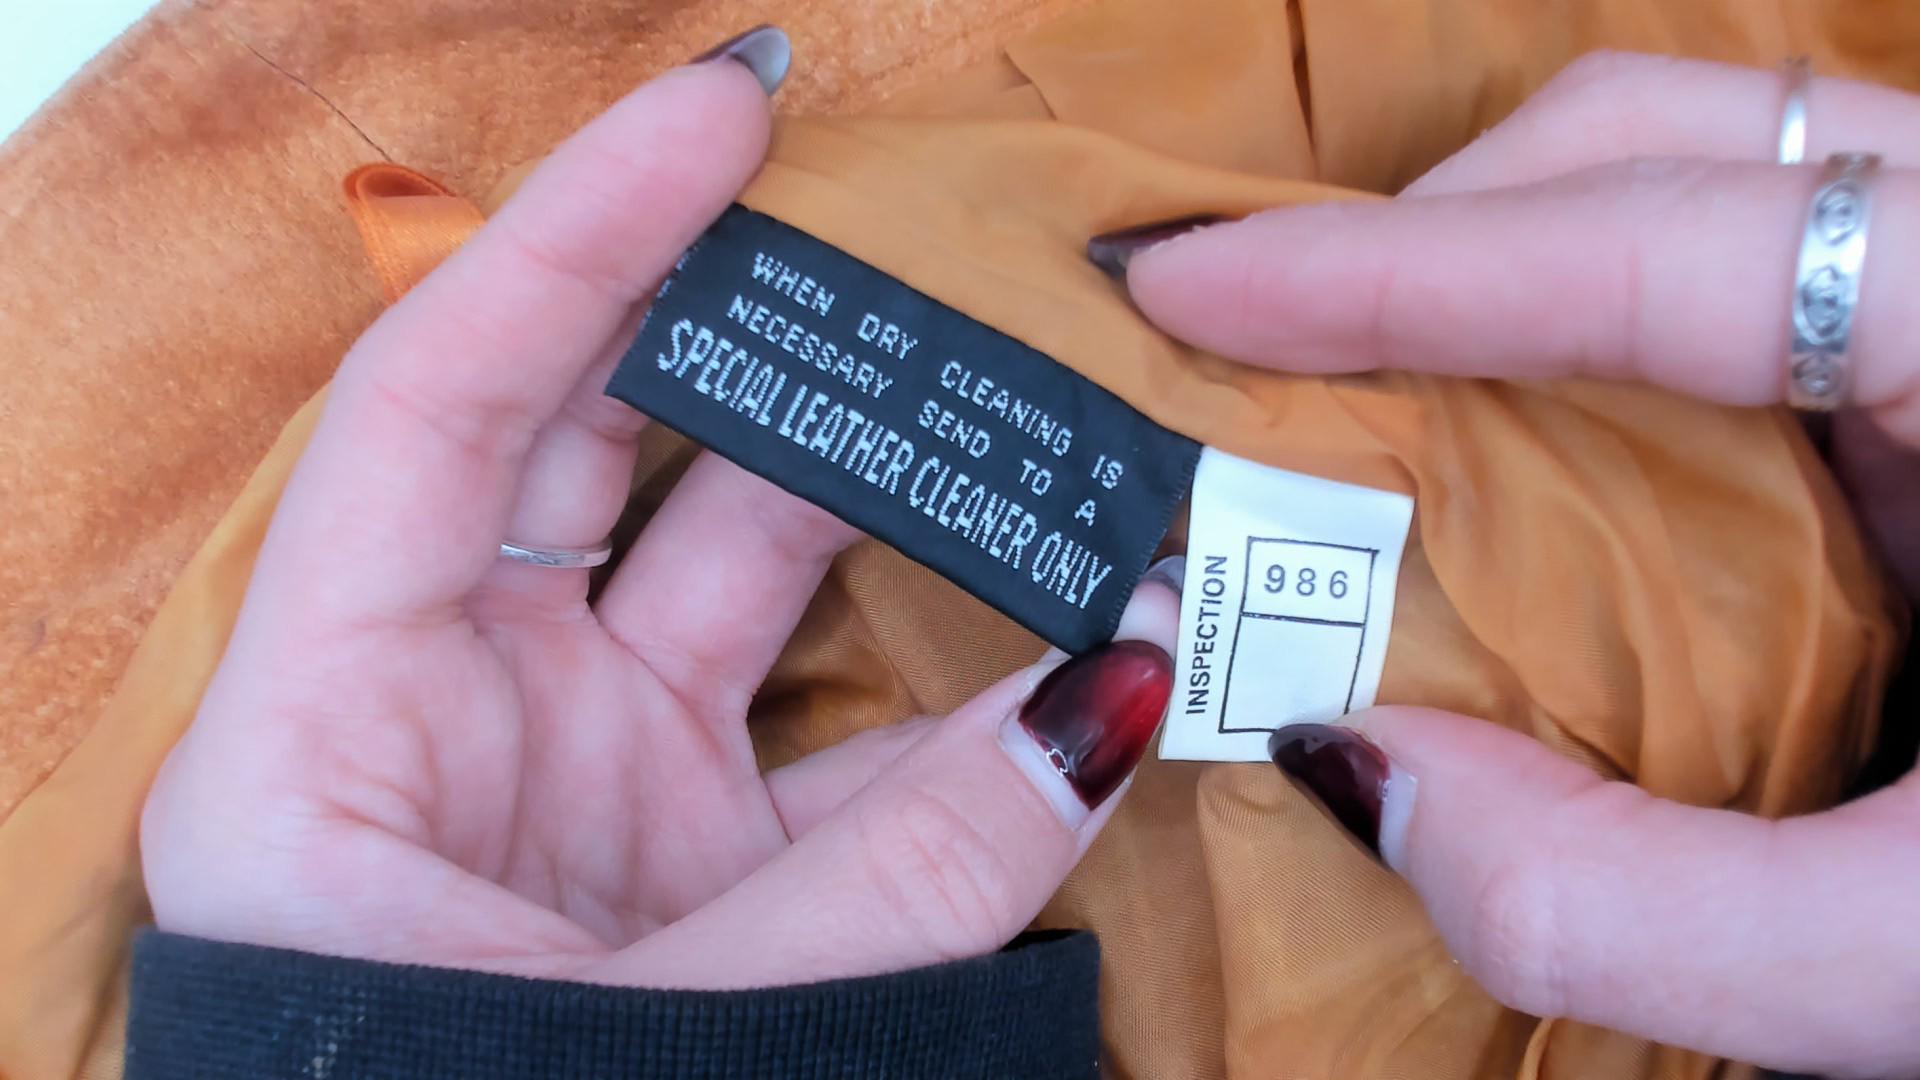 WHEN DRY CLEANING IS
NECESSARY SEND TO A
SPECIAL LEATHER CLEANER ONLY
INSPECTION
986